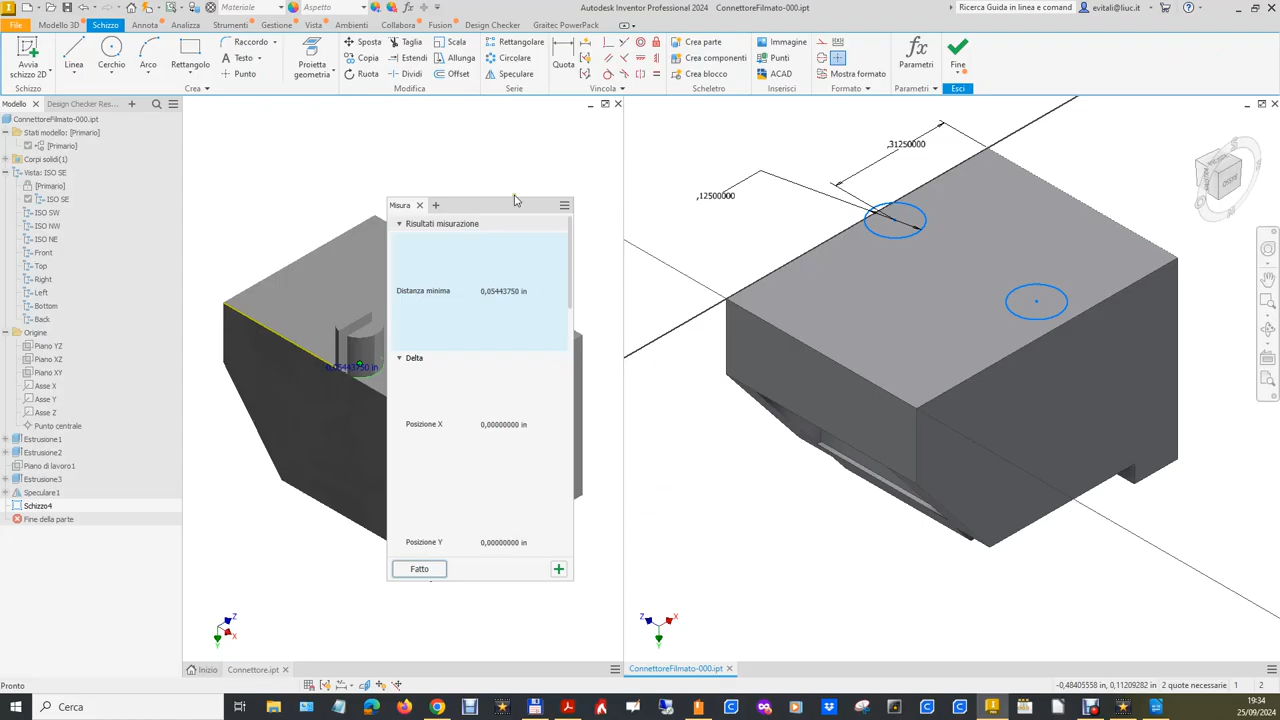 Materiale
Aspetto
Autodesk Inventor Professional 2024
ConnettoreFilmato-000.ipt
Ricerca Guida in linea e comand
evitali@liuc.it
File
Modello 3D
Schizzo
Annota
Strumenti
Gestione
Vista
Ambienti
Collabora
Fusion
Design Checker
Graitec PowerPack
Avvia schizzo 2D
Linea
Cerchio
Arco
Rettangolo
Raccordo
Testo
Punto
Proietta geometria
Sposta
Copia
Ruota
Taglia
Estendi
Dividi
Scala
Allunga
Offset
Rettangolare
Circolare
Speculare
Quota
Crea parte
Crea componenti
Crea blocco
Immagine
Punti
ACAD
Mostra formato
fx
Parametri
Fine
Schizzo
Crea
Modifica
Serie
Vincola
Scheletro
Inserisci
Formato
Parametri
Esci
Modello
Design Checker Res...
ConnettoreFilmato-000.ipt
Stati modello: [Primario]
[Primario]
Corpi solidi(1)
Vista: ISO SE
[Primario]
ISO SE
ISO SW
ISO NW
ISO NE
Front
Top
Right
Left
Bottom
Back
Origine
Piano YZ
Piano XZ
Piano XY
Asse X
Asse Y
Asse Z
Punto centrale
Estrusione1
Estrusione2
Piano di lavoro1
Estrusione3
Speculare1
Schizzo4
Fine della parte
Misura
Risultati misurazione
Distanza minima 0,05443750 in
Delta
Posizione X 0,00000000 in
Posizione Y 0,00000000 in
Fatto
0,05443750 in
,31250000
,12500000
Z
X
Y
Z
X
Y
Inizio
Connettore.ipt
ConnettoreFilmato-000.ipt
Pronto
-0,48405558 in, 0,11209282 in
2 quote necessarie
1
2
Cerca
19:34
25/09/2024